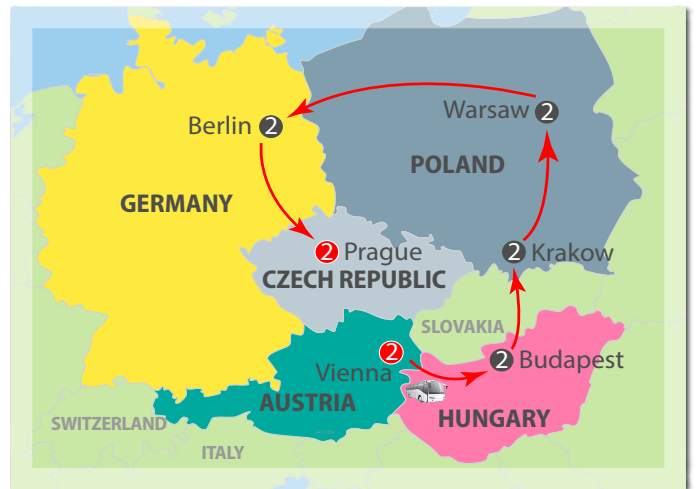 Berlin 2
Warsaw 2
POLAND
GERMANY
2 Prague
2 Krakow
CZECH REPUBLIC
SLOVAKIA
2
Vienna
2 Budapest
AUSTRIA
HUNGARY
SWITZERLAND
ITALY